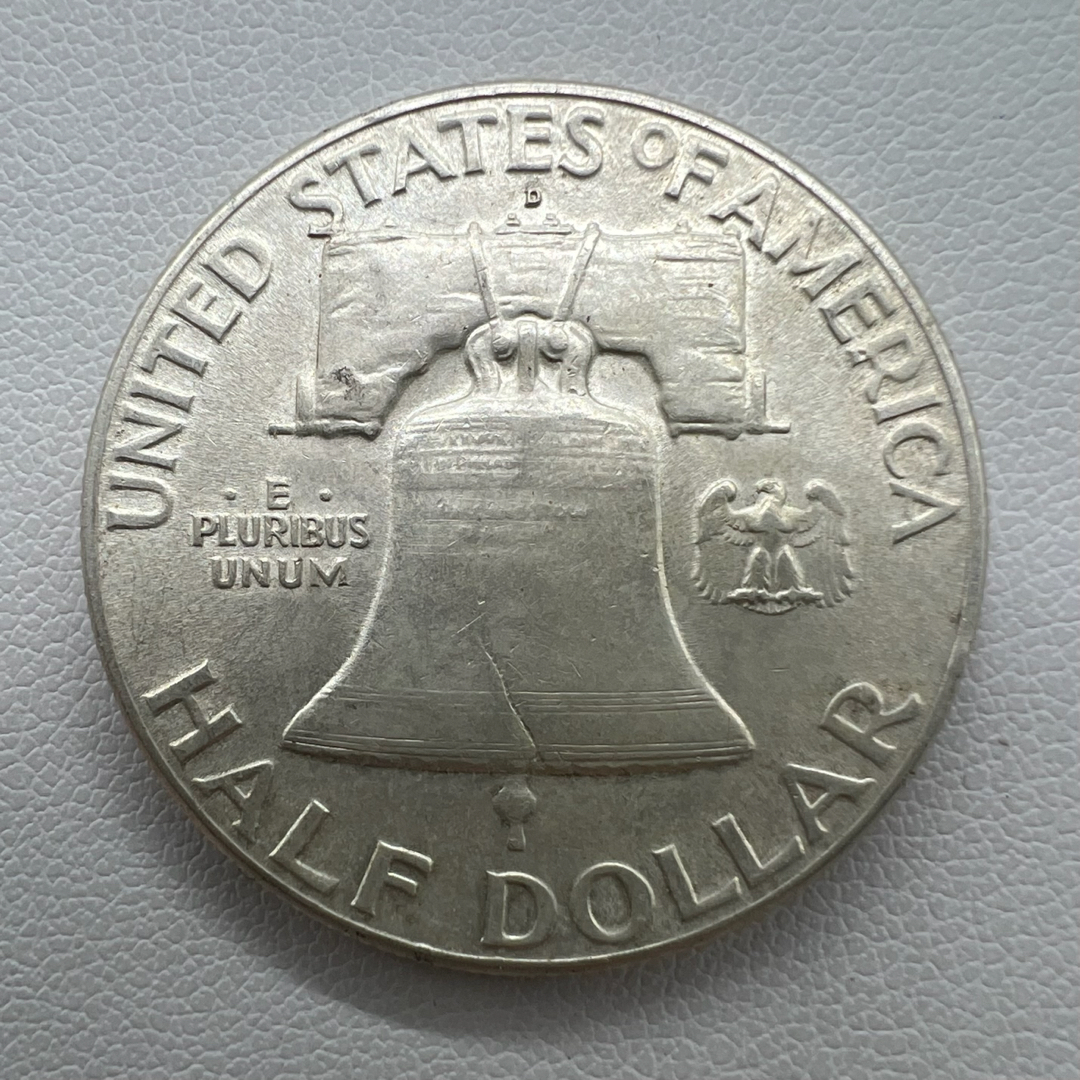 UNITED STATES OF AMERICA
D
· E ·
PLURIBUS
UNUM
HALF DOLLAR